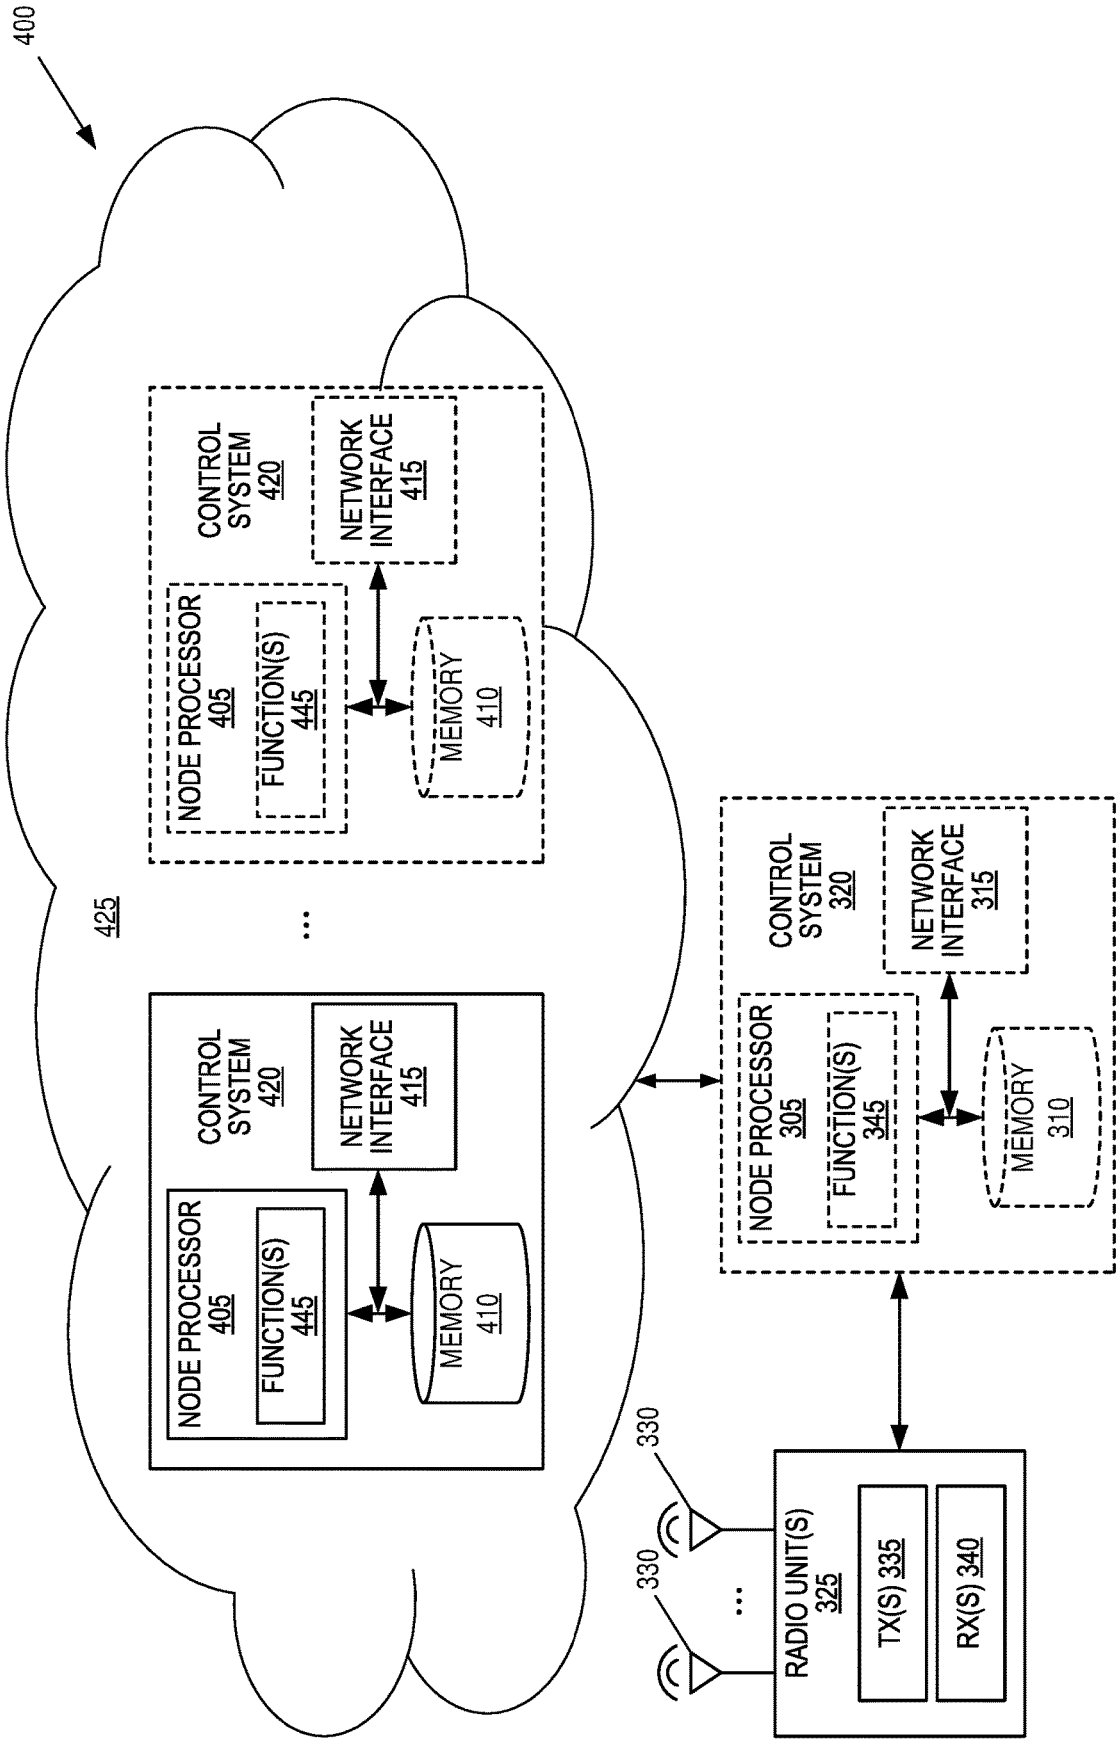 400
425
NODE PROCESSOR
405
FUNCTION(S)
445
CONTROL
SYSTEM
420
NETWORK
INTERFACE
415
MEMORY
410
...
NODE PROCESSOR
405
FUNCTION(S)
445
CONTROL
SYSTEM
420
NETWORK
INTERFACE
415
MEMORY
410
330
330
...
RADIO UNIT(S)
325
TX(S) 335
RX(S) 340
NODE PROCESSOR
305
FUNCTION(S)
345
CONTROL
SYSTEM
320
NETWORK
INTERFACE
315
MEMORY
310